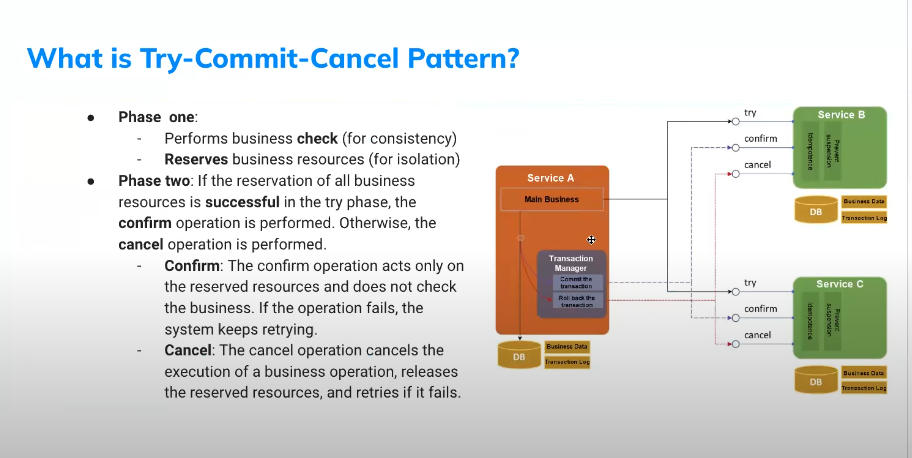 What is Try-Commit-Cancel Pattern?
● Phase one:
- Performs business check (for consistency)
- Reserves business resources (for isolation)
● Phase two: If the reservation of all business
resources is successful in the try phase, the
confirm operation is performed. Otherwise, the
cancel operation is performed.
- Confirm: The confirm operation acts only on
the reserved resources and does not check
the business. If the operation fails, the
system keeps retrying.
- Cancel: The cancel operation cancels the
execution of a business operation, releases
the reserved resources, and retries if it fails.
Service A
Main Business
Transaction
Manager
Commit the
transaction
Roll back the
transaction
DB
Business Data
Transaction Log
try
confirm
cancel
Service B
Idempotence
Prevent
suspension
DB
Business Data
Transaction Log
try
confirm
cancel
Service C
Idempotence
Prevent
suspension
DB
Business Data
Transaction Log